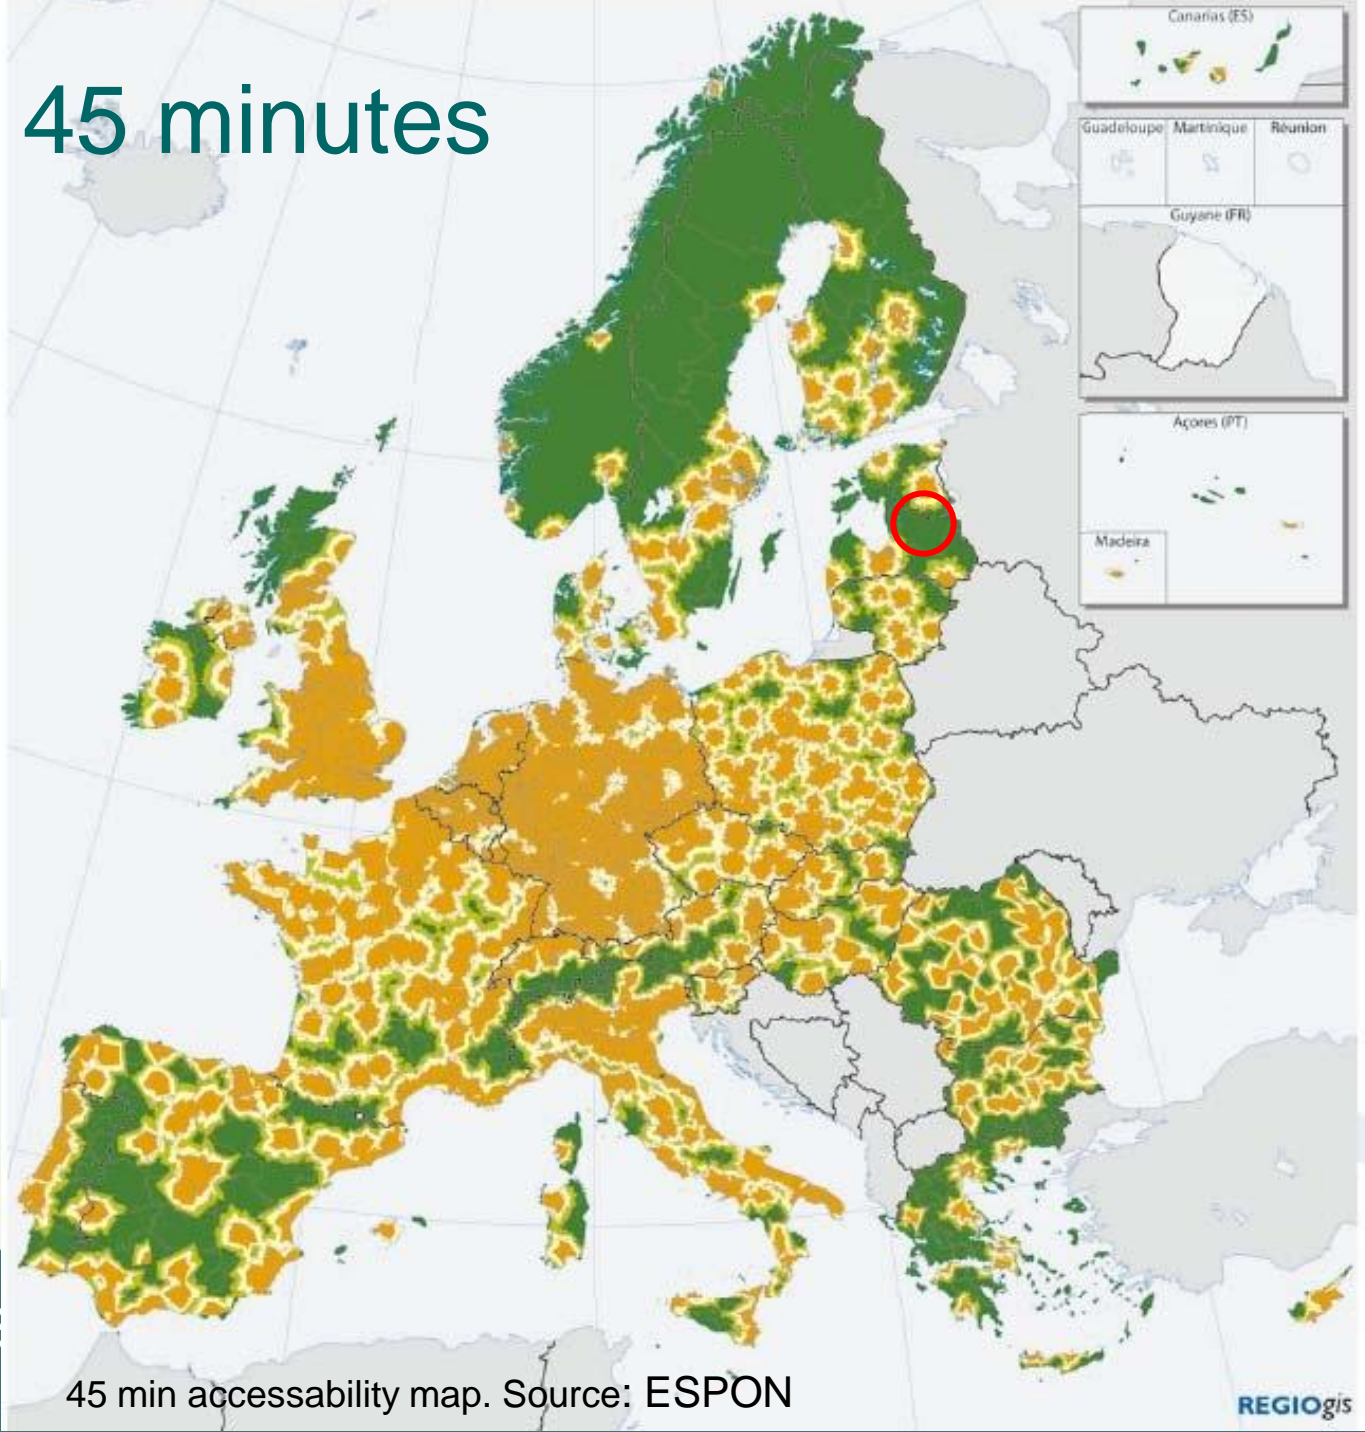 45 minutes
Canarias (ES)
Guadeloupe
Martinique
Réunion
Guyane (FR)
Açores (PT)
Madeira
45 min accessability map. Source: ESPON
REGIOgis